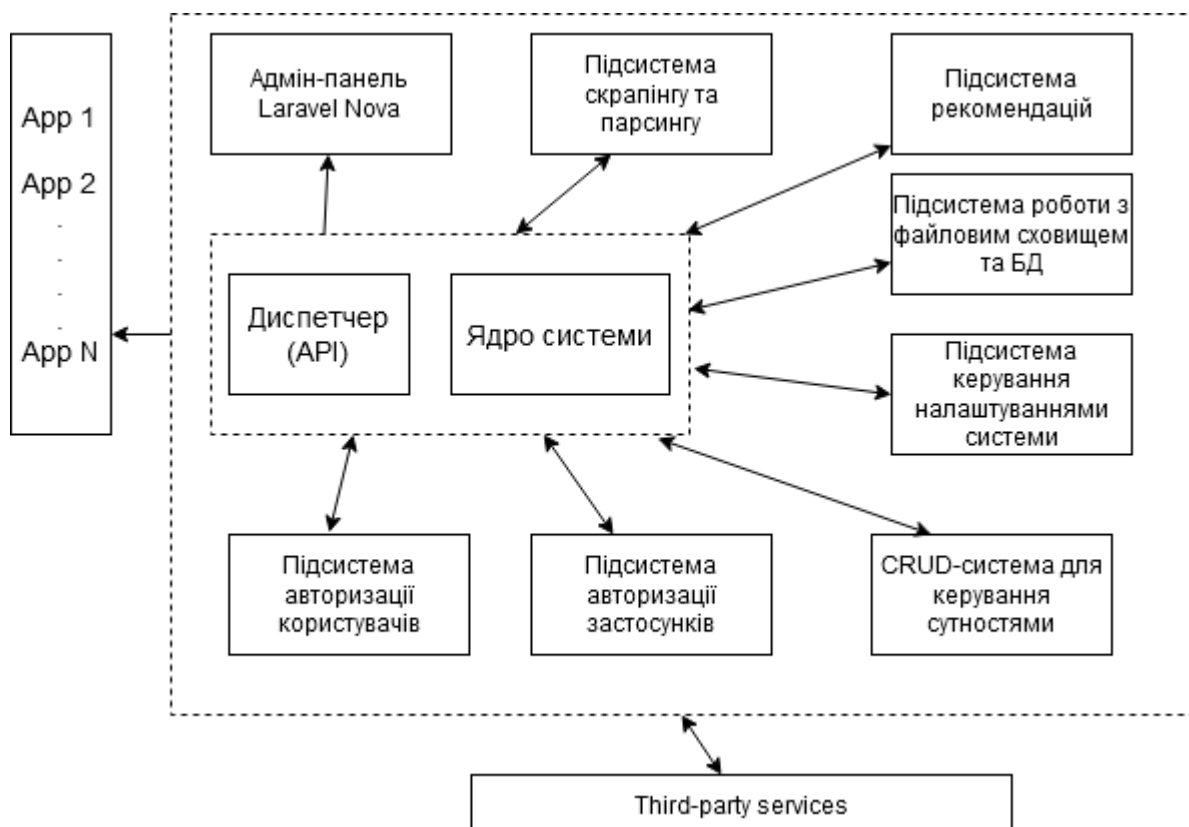 App 1
App 2
.
.
.
.
App N
Адмін-панель
Laravel Nova
Підсистема
скрапінгу та
парсингу
Підсистема
рекомендацій
Підсистема роботи з
файловим сховищем
та БД
Диспетчер
(API)
Ядро системи
Підсистема
керування
налаштуваннями
системи
Підсистема
авторизації
користувачів
Підсистема
авторизації
застосунків
CRUD-система для
керування
сутностями
Third-party services